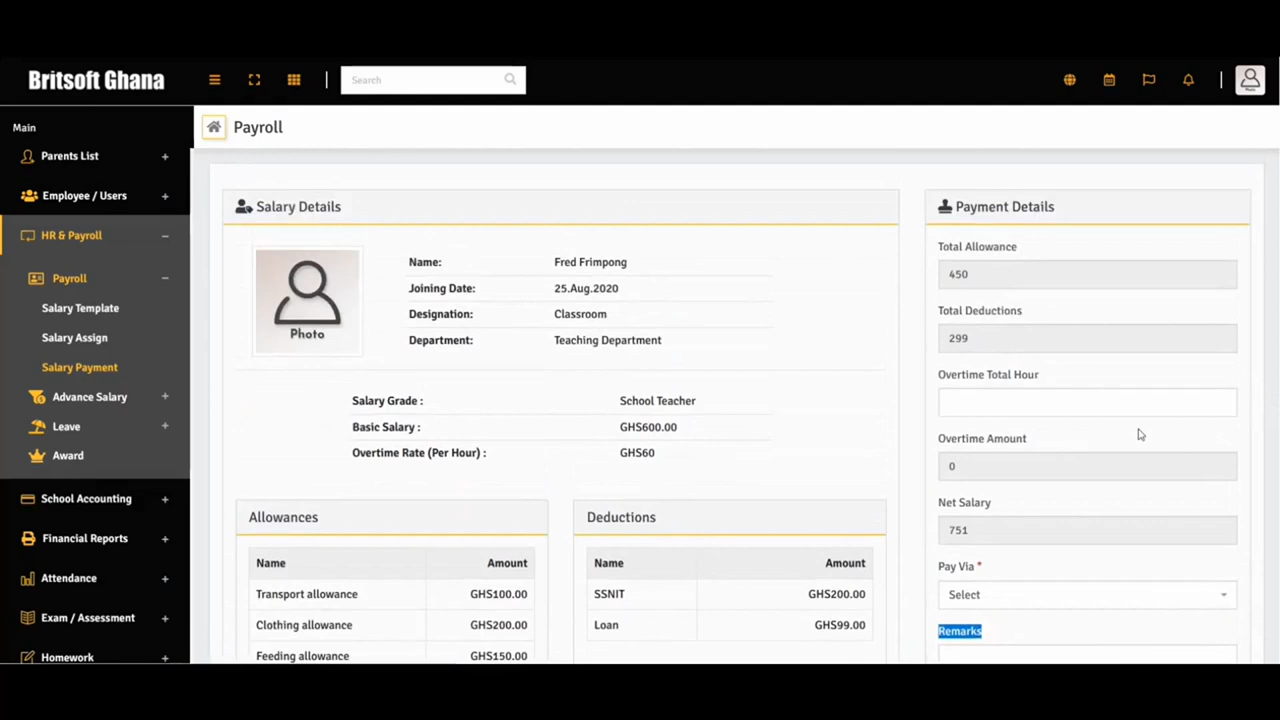 Britsoft Ghana
Search
Photo
Main
Parents List
Employee / Users
HR & Payroll
Payroll
Salary Template
Salary Assign
Salary Payment
Advance Salary
Leave
Award
School Accounting
Financial Reports
Attendance
Exam / Assessment
Homework
Payroll
Salary Details
Photo
Name: Fred Frimpong
Joining Date: 25.Aug.2020
Designation: Classroom
Department: Teaching Department
Salary Grade : School Teacher
Basic Salary : GHS600.00
Overtime Rate (Per Hour) : GHS60
Allowances
Name Amount
Transport allowance GHS100.00
Clothing allowance GHS200.00
Feeding allowance GHS150.00
Deductions
Name Amount
SSNIT GHS200.00
Loan GHS99.00
Payment Details
Total Allowance
450
Total Deductions
299
Overtime Total Hour
Overtime Amount
0
Net Salary
751
Pay Via *
Select
Remarks